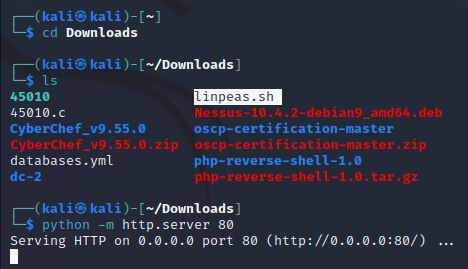 ┌──(kali㉿kali)-[~]
└─$ cd Downloads
┌──(kali㉿kali)-[~/Downloads]
└─$ ls
45010 linpeas.sh
45010.c Nessus-10.4.2-debian9_amd64.deb
CyberChef_v9.55.0 oscp-certification-master
CyberChef_v9.55.0.zip oscp-certification-master.zip
databases.yml php-reverse-shell-1.0
dc-2 php-reverse-shell-1.0.tar.gz
┌──(kali㉿kali)-[~/Downloads]
└─$ python -m http.server 80
Serving HTTP on 0.0.0.0 port 80 (http://0.0.0.0:80/) ...